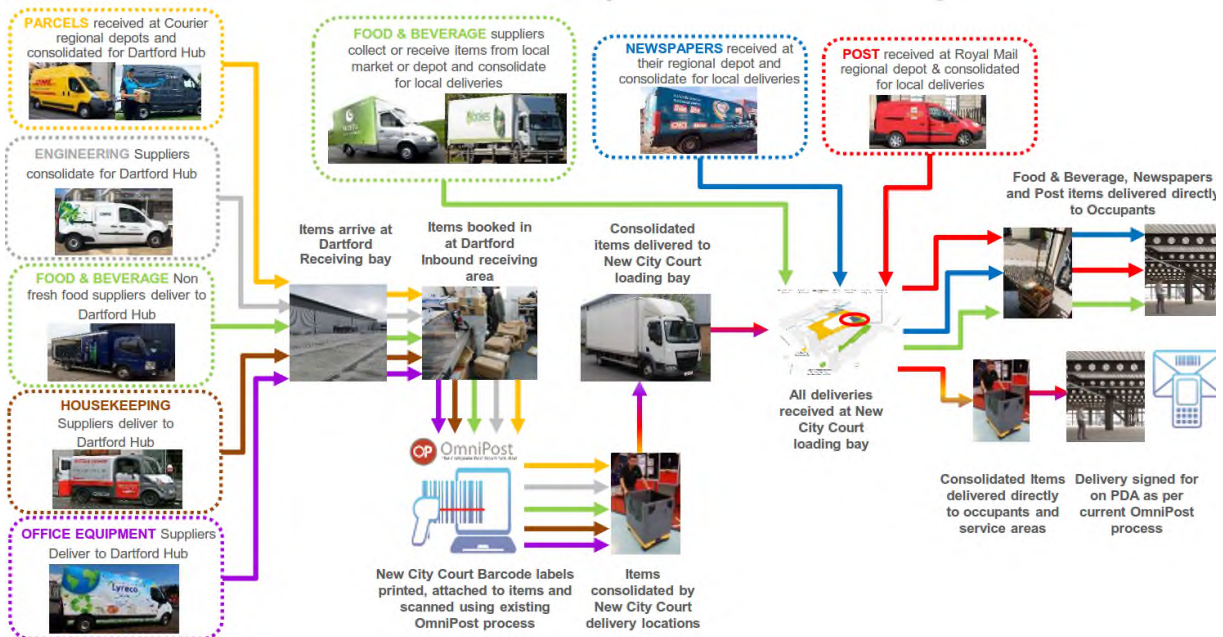 PARCELS received at Courier
regional depots and
consolidated for Dartford Hub
ENGINEERING Suppliers
consolidate for Dartford Hub
FOOD & BEVERAGE Non
fresh food suppliers deliver to
Dartford Hub
HOUSEKEEPING
Suppliers deliver to
Dartford Hub
OFFICE EQUIPMENT Suppliers
Deliver to Dartford Hub
Lyreco
FOOD & BEVERAGE suppliers
collect or receive items from local
market or depot and consolidate
for local deliveries
brakes
NEWSPAPERS received at
their regional depot and
consolidate for local deliveries
POST received at Royal Mail
regional depot & consolidated
for local deliveries
Items arrive at
Dartford
Receiving bay
Items booked in
at Dartford
Inbound receiving
area
OP OmniPost
New City Court Barcode labels
printed, attached to items and
scanned using existing
OmniPost process
Items
consolidated by
New City Court
delivery locations
Consolidated
items delivered to
New City Court
loading bay
All deliveries
received at New
City Court
loading bay
Food & Beverage, Newspapers
and Post items delivered directly
to Occupants
Consolidated Items
delivered directly
to occupants and
service areas
Delivery signed for
on PDA as per
current OmniPost
process